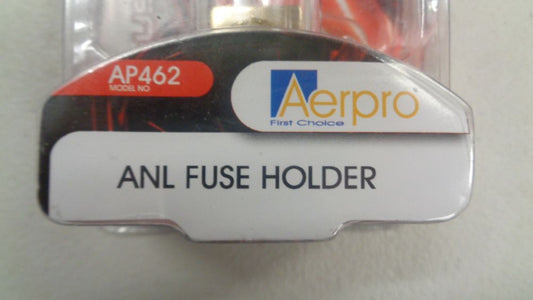 AP462
MODEL NO
Aerpro
First Choice
ANL FUSE HOLDER